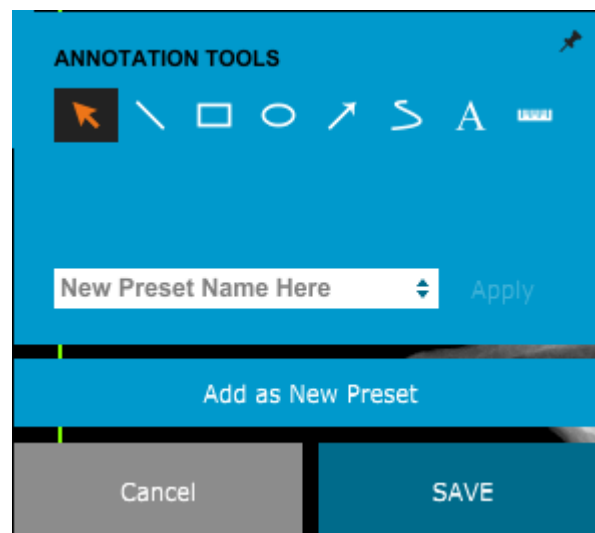 ANNOTATION TOOLS
A
New Preset Name Here
Apply
Add as New Preset
Cancel
SAVE